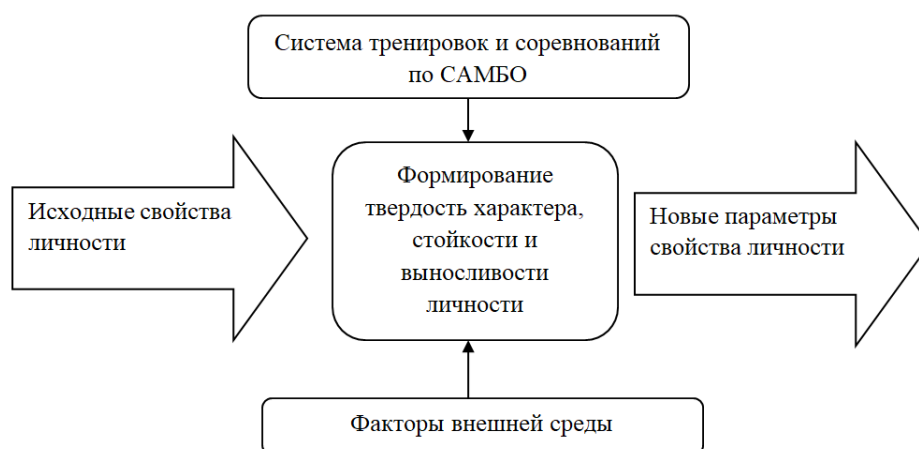 Система тренировок и соревнований
по САМБО
Исходные свойства
личности
Формирование
твердость характера,
стойкости и
выносливости
личности
Новые параметры
свойства личности
Факторы внешней среды